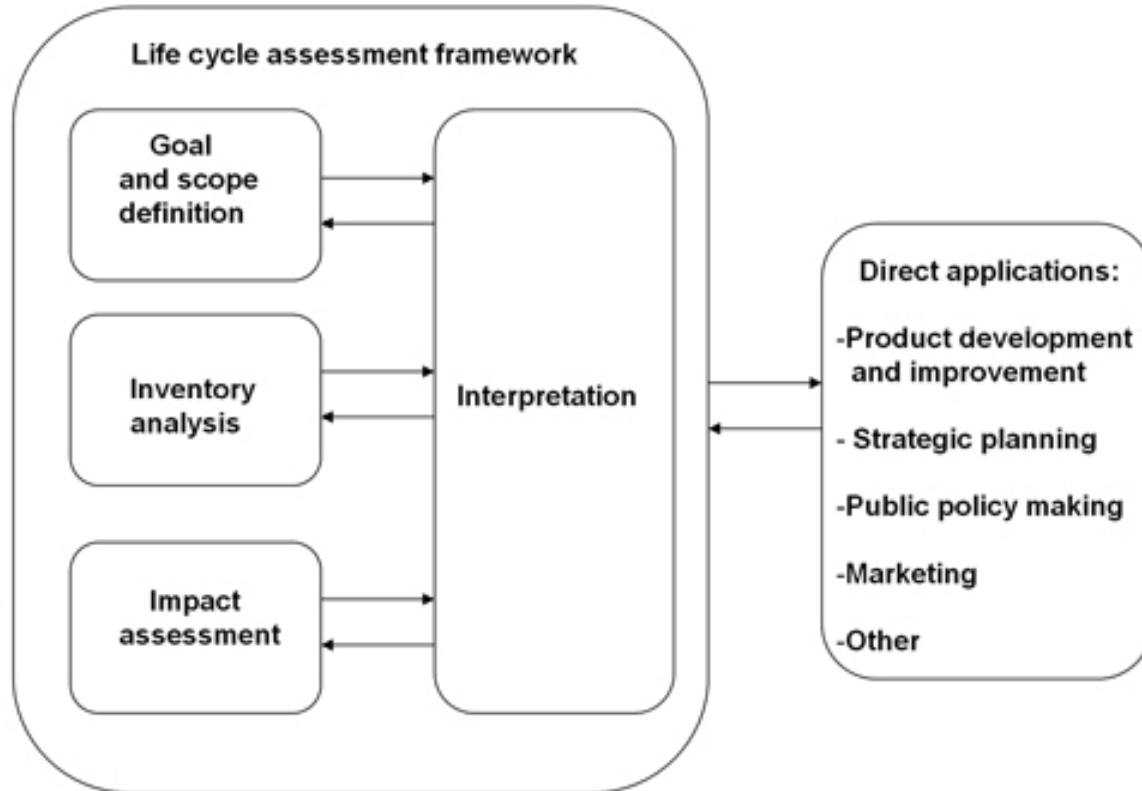 Life cycle assessment framework
Goal
and scope
definition
Inventory
analysis
Impact
assessment
Interpretation
Direct applications:
-Product development
and improvement
- Strategic planning
-Public policy making
-Marketing
-Other